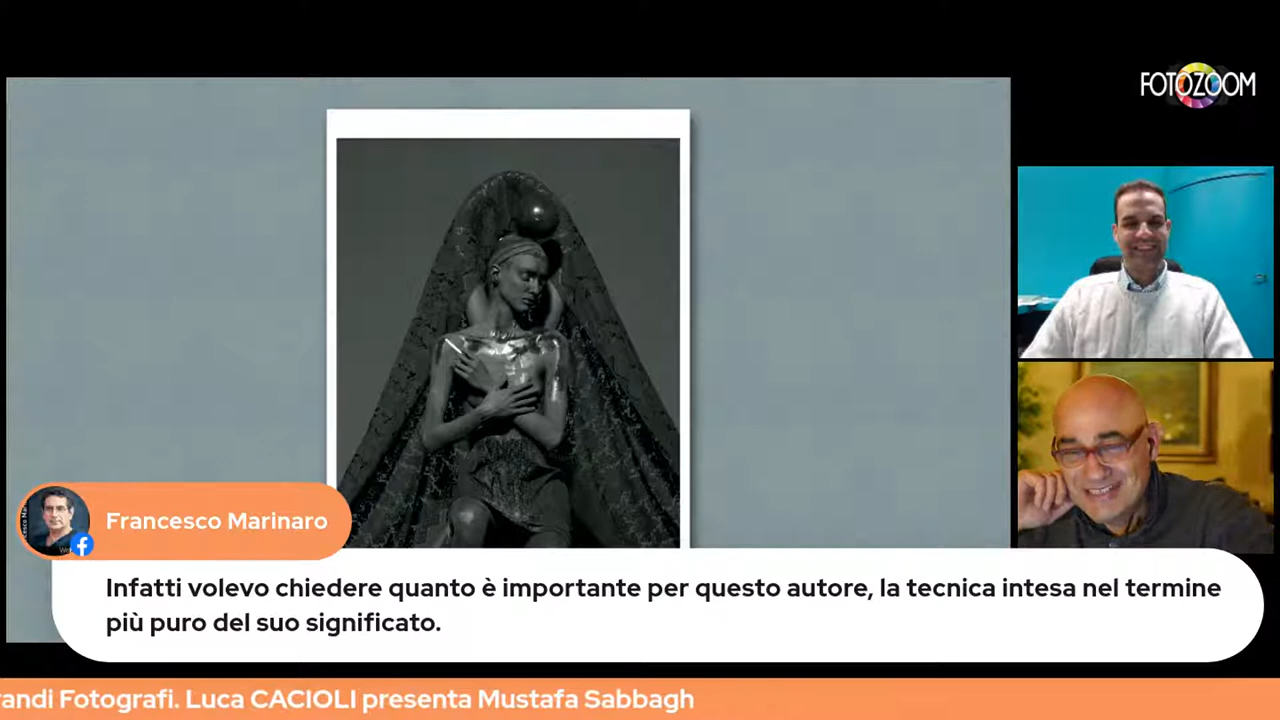 FOTOZOOM
Francesco Marinaro
Infatti volevo chiedere quanto è importante per questo autore, la tecnica intesa nel termine
più puro del suo significato.
randi Fotografi. Luca CACIOLI presenta Mustafa Sabbagh